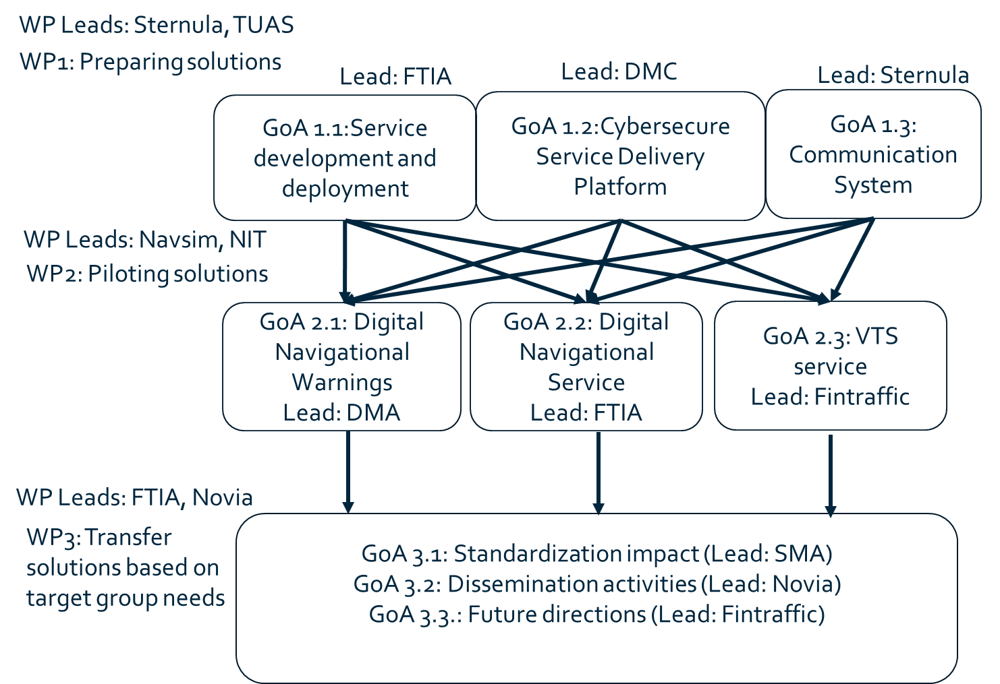 WP Leads: Sternula, TUAS
WP1: Preparing solutions
Lead: FTIA
Lead: DMC
Lead: Sternula
GoA 1.1:Service
development and
deployment
GoA 1.2:Cybersecure
Service Delivery
Platform
GoA 1.3:
Communication
System
WP Leads: Navsim, NIT
WP2: Piloting solutions
GoA 2.1: Digital
Navigational
Warnings
Lead: DMA
GoA 2.2: Digital
Navigational
Service
Lead: FTIA
GoA 2.3: VTS
service
Lead: Fintraffic
WP Leads: FTIA, Novia
WP3: Transfer
solutions based on
target group needs
GoA 3.1: Standardization impact (Lead: SMA)
GoA 3.2: Dissemination activities (Lead: Novia)
GoA 3.3.: Future directions (Lead: Fintraffic)